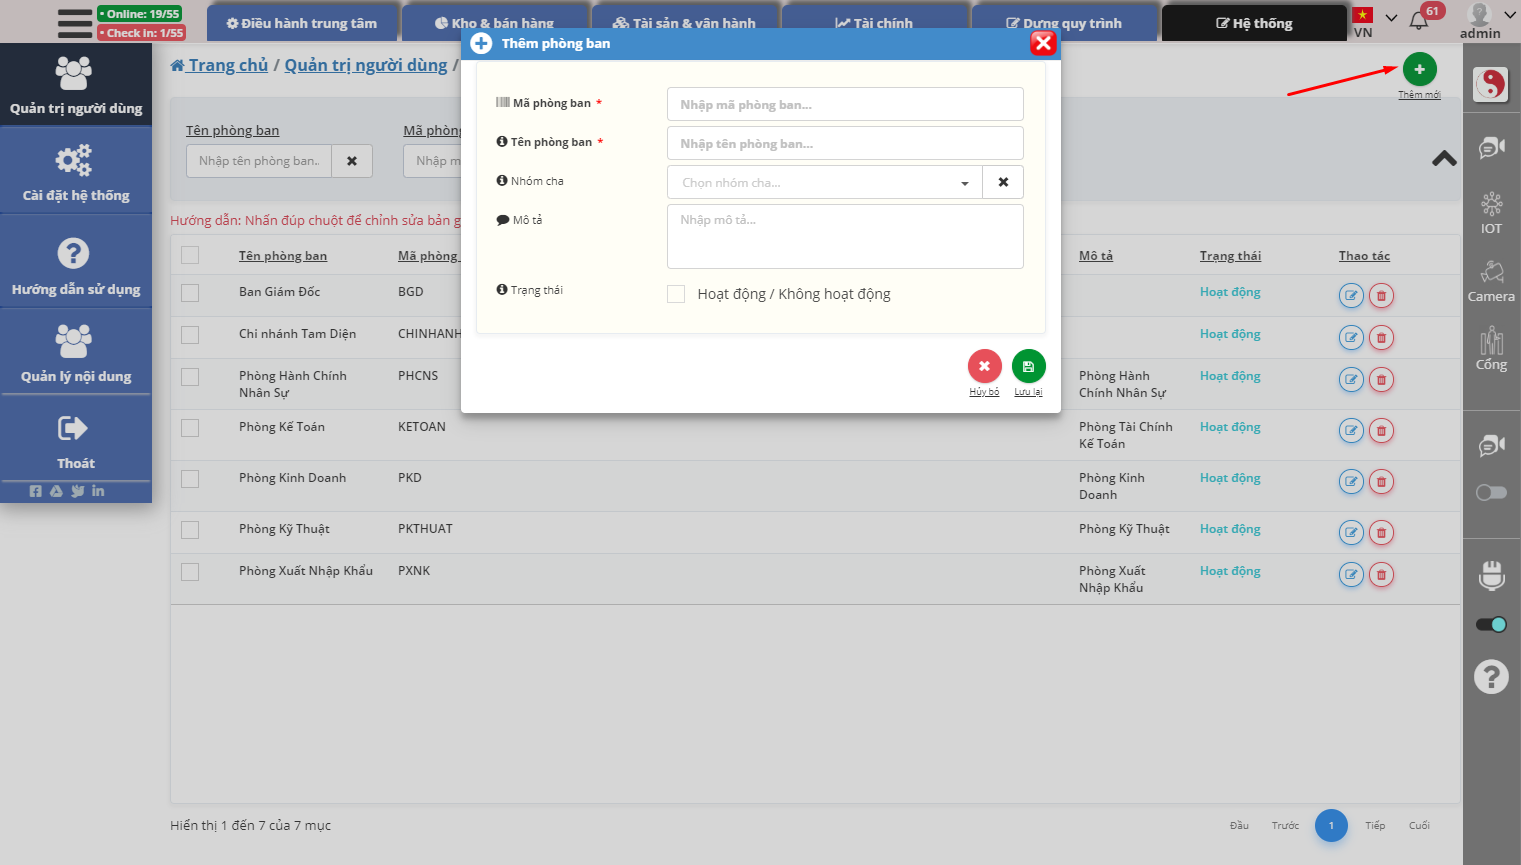 • Online: 19/55
• Check in: 1/55
Điều hành trung tâm
Kho & bán hàng
Tài sản & vận hành
Tài chính
Dựng quy trình
Hệ thống
VN
61
admin
Quản trị người dùng
Cài đặt hệ thống
Hướng dẫn sử dụng
Quản lý nội dung
Thoát
Trang chủ / Quản trị người dùng /
Thêm mới
Tên phòng ban
Mã phòng
Nhập tên phòng ban..
Nhập m
Hướng dẫn: Nhấn đúp chuột để chỉnh sửa bản g
Thêm phòng ban
Mã phòng ban *
Nhập mã phòng ban...
Tên phòng ban *
Nhập tên phòng ban...
Nhóm cha
Chọn nhóm cha...
Mô tả
Nhập mô tả...
Trạng thái
Hoạt động / Không hoạt động
Hủy bỏ
Lưu lại
Tên phòng ban
Mã phòng
Mô tả
Trạng thái
Thao tác
Ban Giám Đốc
BGD
Hoạt động
Chi nhánh Tam Diện
CHINHANH
Hoạt động
Phòng Hành Chính
Nhân Sự
PHCNS
Phòng Hành
Chính Nhân Sự
Hoạt động
Phòng Kế Toán
KETOAN
Phòng Tài Chính
Kế Toán
Hoạt động
Phòng Kinh Doanh
PKD
Phòng Kinh
Doanh
Hoạt động
Phòng Kỹ Thuật
PKTHUAT
Phòng Kỹ Thuật
Hoạt động
Phòng Xuất Nhập Khẩu
PXNK
Phòng Xuất
Nhập Khẩu
Hoạt động
Hiển thị 1 đến 7 của 7 mục
Đầu
Trước
1
Tiếp
Cuối
IOT
Camera
Cổng